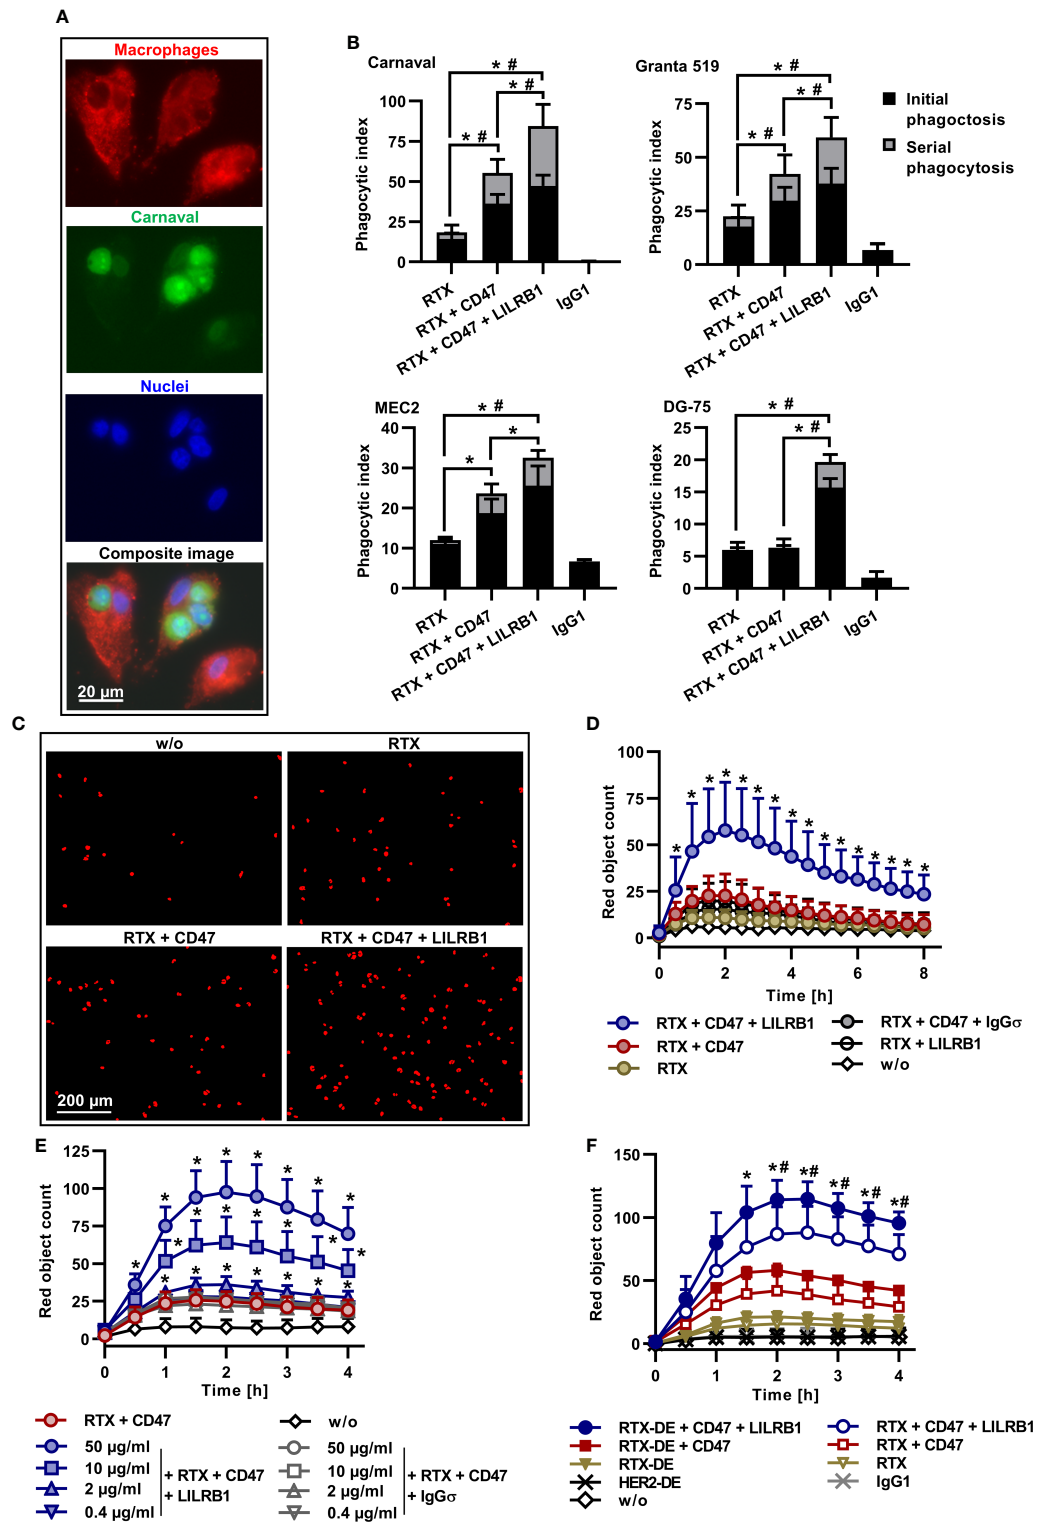 A
Macrophages
Carnaval
Nuclei
Composite image
20 µm
B
Carnaval
* #
* #
* #
Phagocytic index
100
75
50
25
0
RTX
RTX + CD47
RTX + CD47 + LILRB1
IgG1
Granta 519
* #
* #
* #
Phagocytic index
75
50
25
0
RTX
RTX + CD47
RTX + CD47 + LILRB1
IgG1
Initial
phagoctosis
Serial
phagocytosis
MEC2
* #
*
*
Phagocytic index
40
30
20
10
0
RTX
RTX + CD47
RTX + CD47 + LILRB1
IgG1
DG-75
* #
* #
Phagocytic index
25
20
15
10
5
0
RTX
RTX + CD47
RTX + CD47 + LILRB1
IgG1
C
w/o
RTX
RTX + CD47
RTX + CD47 + LILRB1
200 µm
D
Red object count
100
75
50
25
0
* * * * * * * * * * * * * * * *
0 2 4 6 8
Time [h]
RTX + CD47 + LILRB1
RTX + CD47
RTX
RTX + CD47 + IgGσ
RTX + LILRB1
w/o
E
Red object count
125
100
75
50
25
0
* * * * * * * *
* * * * * * *
* * * * * * *
0 1 2 3 4
Time [h]
RTX + CD47
50 µg/ml
10 µg/ml
2 µg/ml
0.4 µg/ml
+ RTX + CD47
+ LILRB1
w/o
50 µg/ml
10 µg/ml
2 µg/ml
0.4 µg/ml
+ RTX + CD47
+ IgGσ
F
Red object count
150
100
50
0
* *# *# *# *# *#
0 1 2 3 4
Time [h]
RTX-DE + CD47 + LILRB1
RTX-DE + CD47
RTX-DE
HER2-DE
w/o
RTX + CD47 + LILRB1
RTX + CD47
RTX
IgG1